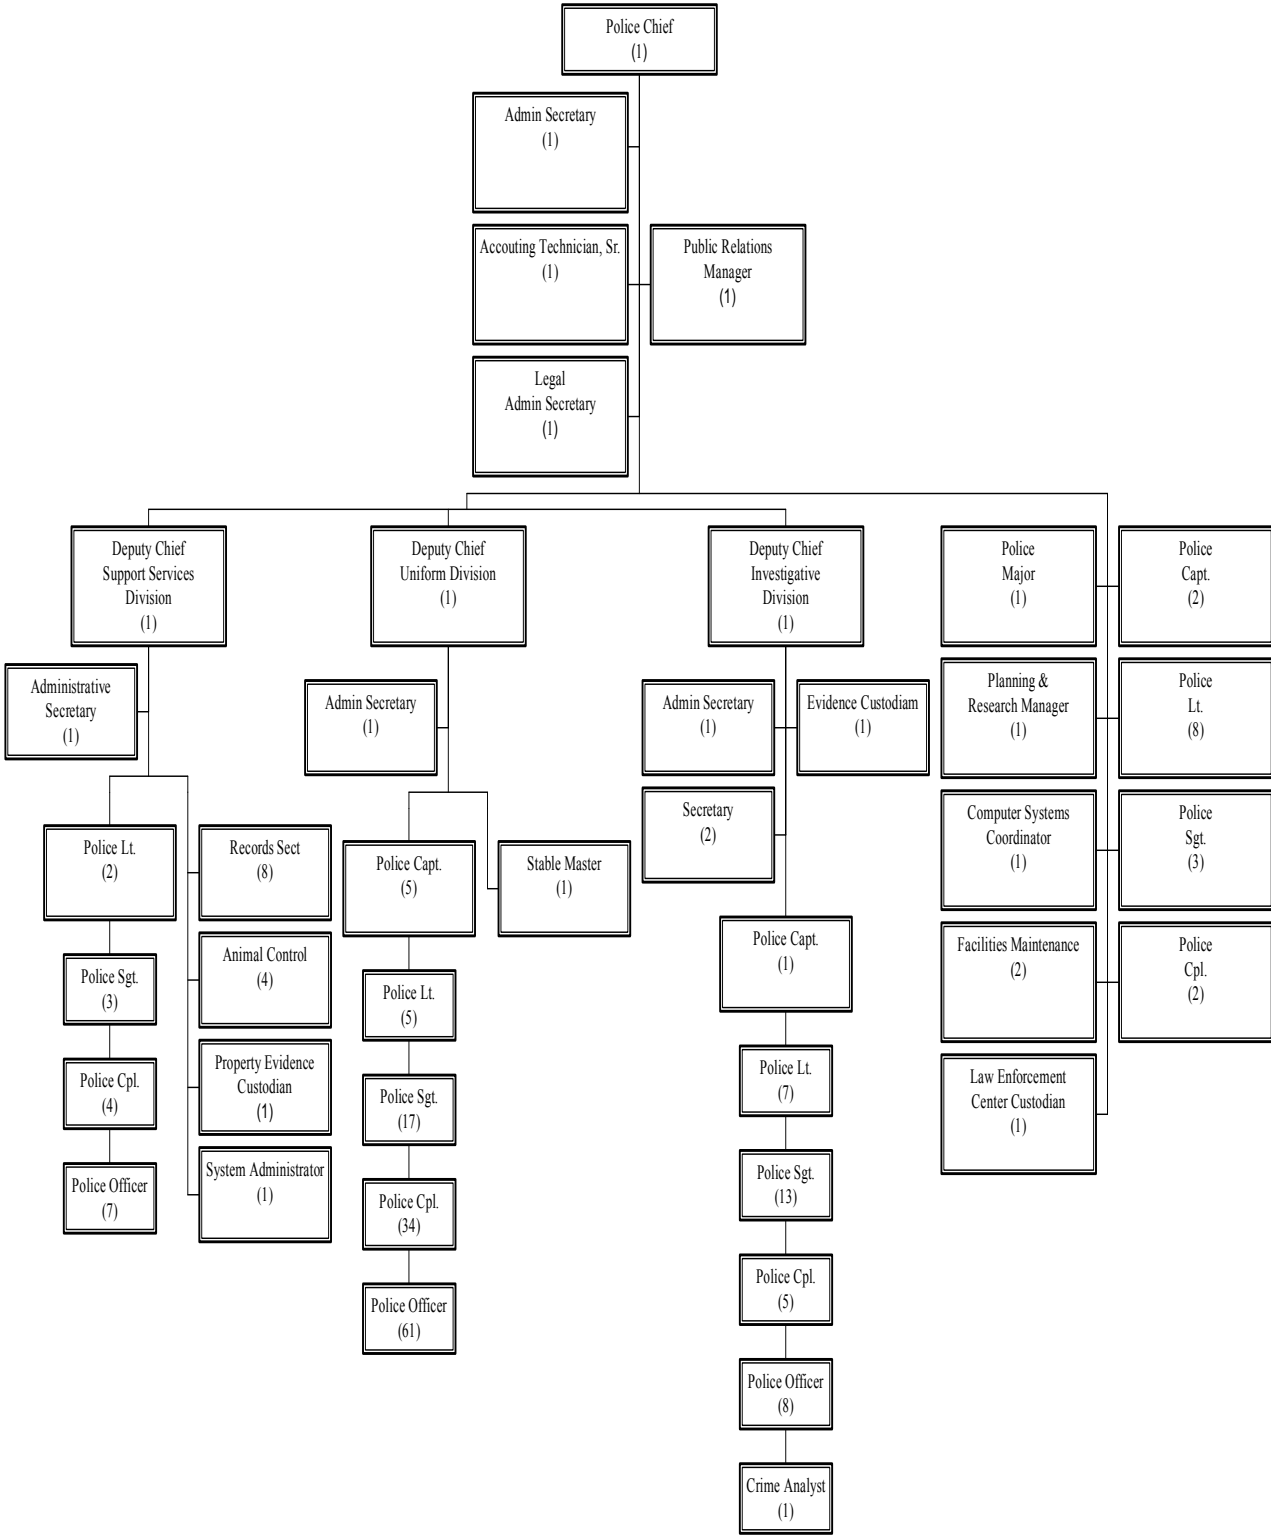 Police Chief
(1)
Admin Secretary
(1)
Accouting Technician, Sr.
(1)
Public Relations
Manager
(1)
Legal
Admin Secretary
(1)
Deputy Chief
Support Services
Division
(1)
Administrative
Secretary
(1)
Police Lt.
(2)
Police Sgt.
(3)
Police Cpl.
(4)
Police Officer
(7)
Records Sect
(8)
Animal Control
(4)
Property Evidence
Custodian
(1)
System Administrator
(1)
Deputy Chief
Uniform Division
(1)
Admin Secretary
(1)
Police Capt.
(5)
Police Lt.
(5)
Police Sgt.
(17)
Police Cpl.
(34)
Police Officer
(61)
Stable Master
(1)
Deputy Chief
Investigative
Division
(1)
Admin Secretary
(1)
Evidence Custodiam
(1)
Secretary
(2)
Police Capt.
(1)
Police Lt.
(7)
Police Sgt.
(13)
Police Cpl.
(5)
Police Officer
(8)
Crime Analyst
(1)
Police
Major
(1)
Police
Capt.
(2)
Planning &
Research Manager
(1)
Police
Lt.
(8)
Computer Systems
Coordinator
(1)
Police
Sgt.
(3)
Facilities Maintenance
(2)
Police
Cpl.
(2)
Law Enforcement
Center Custodian
(1)